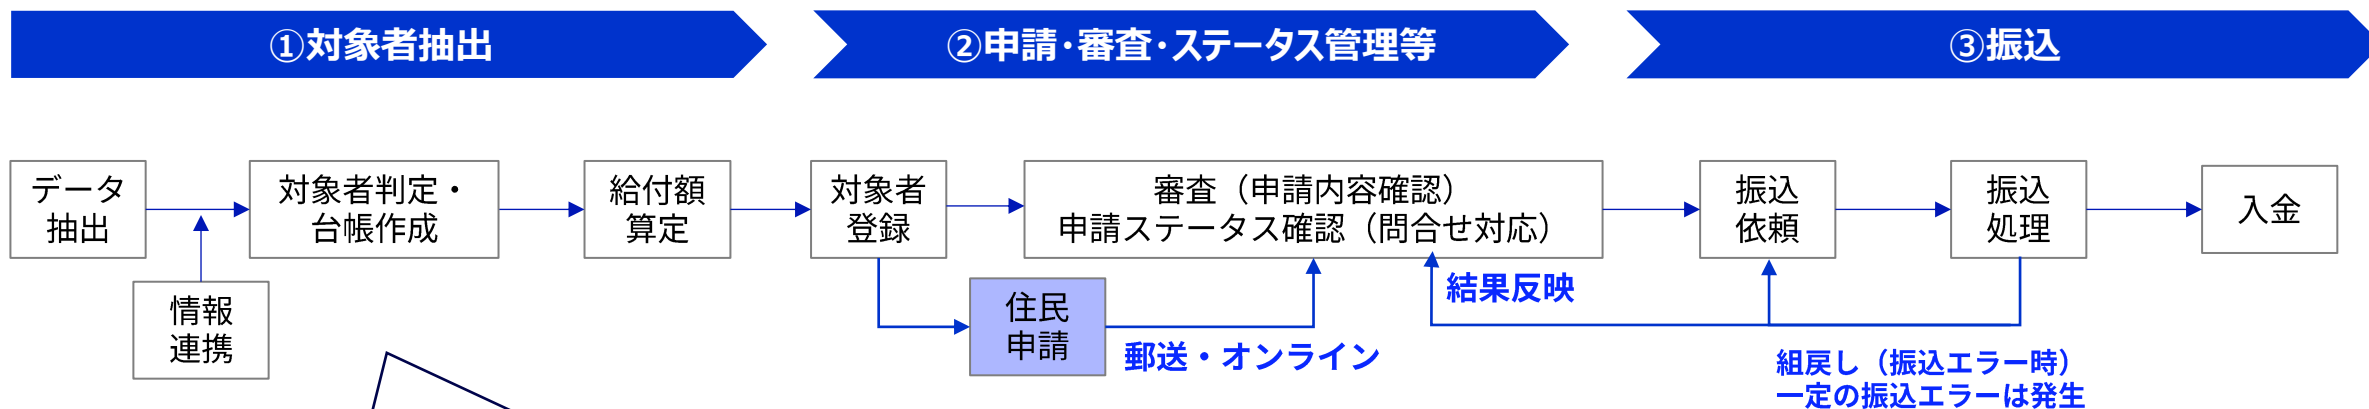 ①対象者抽出
②申請・審査・ステータス管理等
③振込
データ
抽出
対象者判定・
台帳作成
給付額
算定
対象者
登録
審査（申請内容確認）
申請ステータス確認（問合せ対応）
振込
依頼
振込
処理
入金
情報
連携
住民
申請
結果反映
郵送・オンライン
組戻し（振込エラー時）
一定の振込エラーは発生